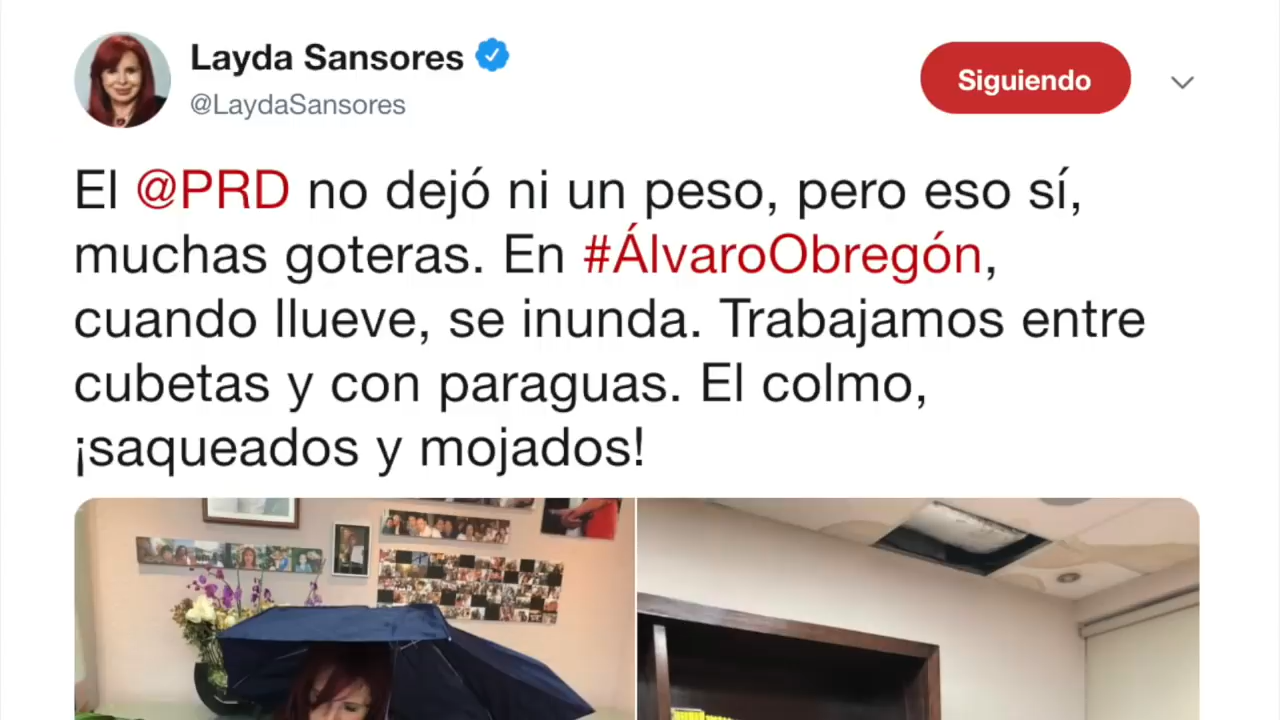 Layda Sansores
@LaydaSansores
Siguiendo
El @PRD no dejó ni un peso, pero eso sí,
muchas goteras. En #ÁlvaroObregón,
cuando llueve, se inunda. Trabajamos entre
cubetas y con paraguas. El colmo,
¡saqueados y mojados!